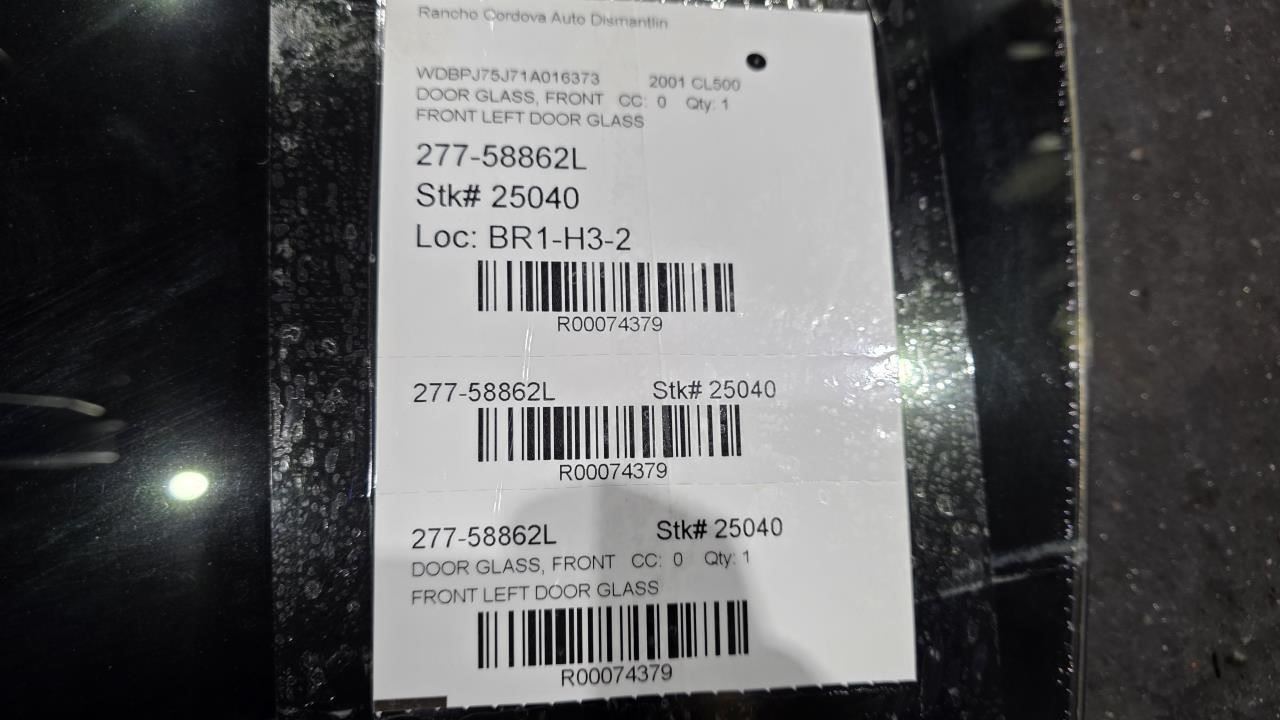 Rancho Cordova Auto Dismantlin
WDBPJ75J71A016373 2001 CL500
DOOR GLASS, FRONT CC: 0 Qty: 1
FRONT LEFT DOOR GLASS
277-58862L
Stk# 25040
Loc: BR1-H3-2
R00074379
277-58862L Stk# 25040
R00074379
277-58862L Stk# 25040
DOOR GLASS, FRONT CC: 0 Qty: 1
FRONT LEFT DOOR GLASS
R00074379